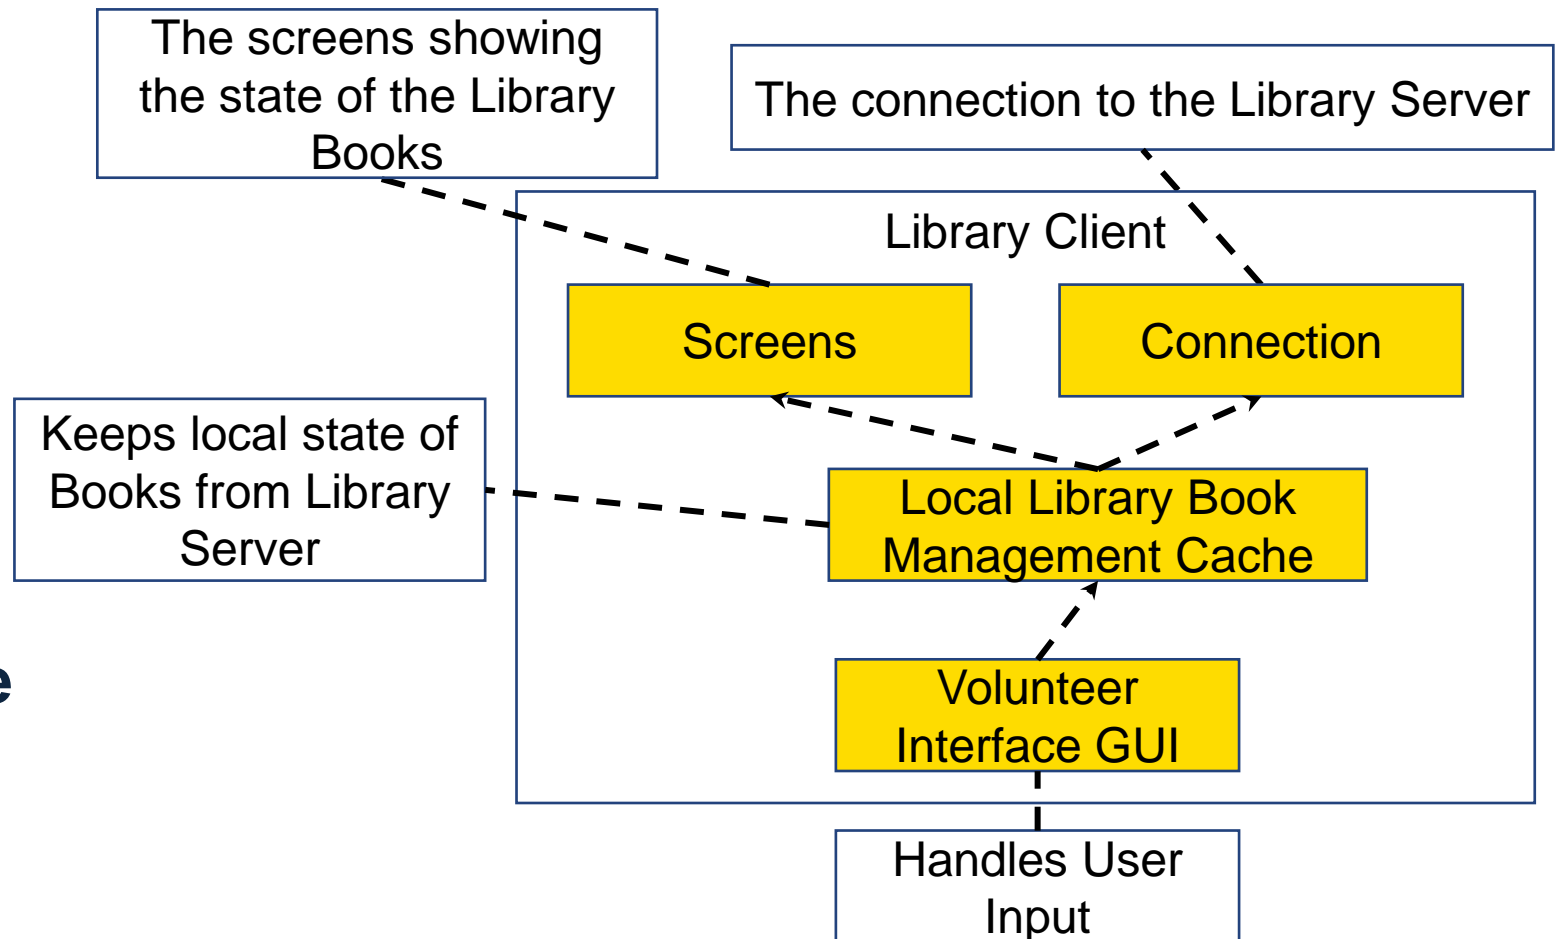 The screens showing
the state of the Library
Books
The connection to the Library Server
Library Client
Screens
Connection
Keeps local state of
Books from Library
Server
Local Library Book
Management Cache
e
Volunteer
Interface GUI
Handles User
Input